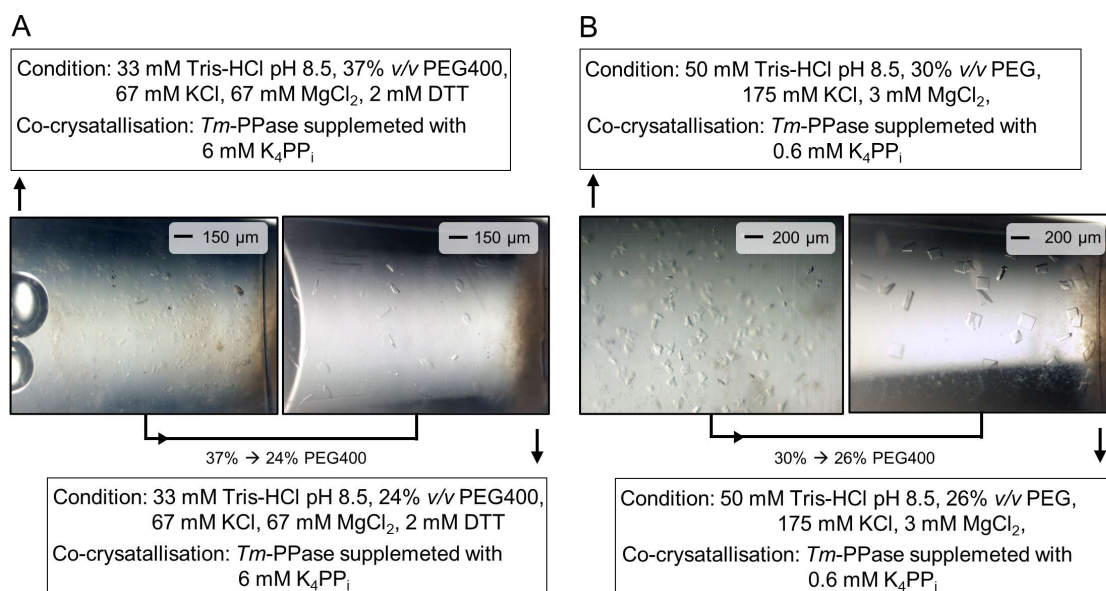 A
Condition: 33 mM Tris-HCl pH 8.5, 37% v/v PEG400,
67 mM KCl, 67 mM MgCl₂, 2 mM DTT
Co-crysatallisation: Tm-PPase supplemeted with
6 mM K₄PPᵢ
150 µm
150 µm
37% → 24% PEG400
Condition: 33 mM Tris-HCl pH 8.5, 24% v/v PEG400,
67 mM KCl, 67 mM MgCl₂, 2 mM DTT
Co-crysatallisation: Tm-PPase supplemeted with
6 mM K₄PPᵢ
B
Condition: 50 mM Tris-HCl pH 8.5, 30% v/v PEG,
175 mM KCl, 3 mM MgCl₂,
Co-crysatallisation: Tm-PPase supplemeted with
0.6 mM K₄PPᵢ
200 µm
200 µm
30% → 26% PEG400
Condition: 50 mM Tris-HCl pH 8.5, 26% v/v PEG,
175 mM KCl, 3 mM MgCl₂,
Co-crysatallisation: Tm-PPase supplemeted with
0.6 mM K₄PPᵢ